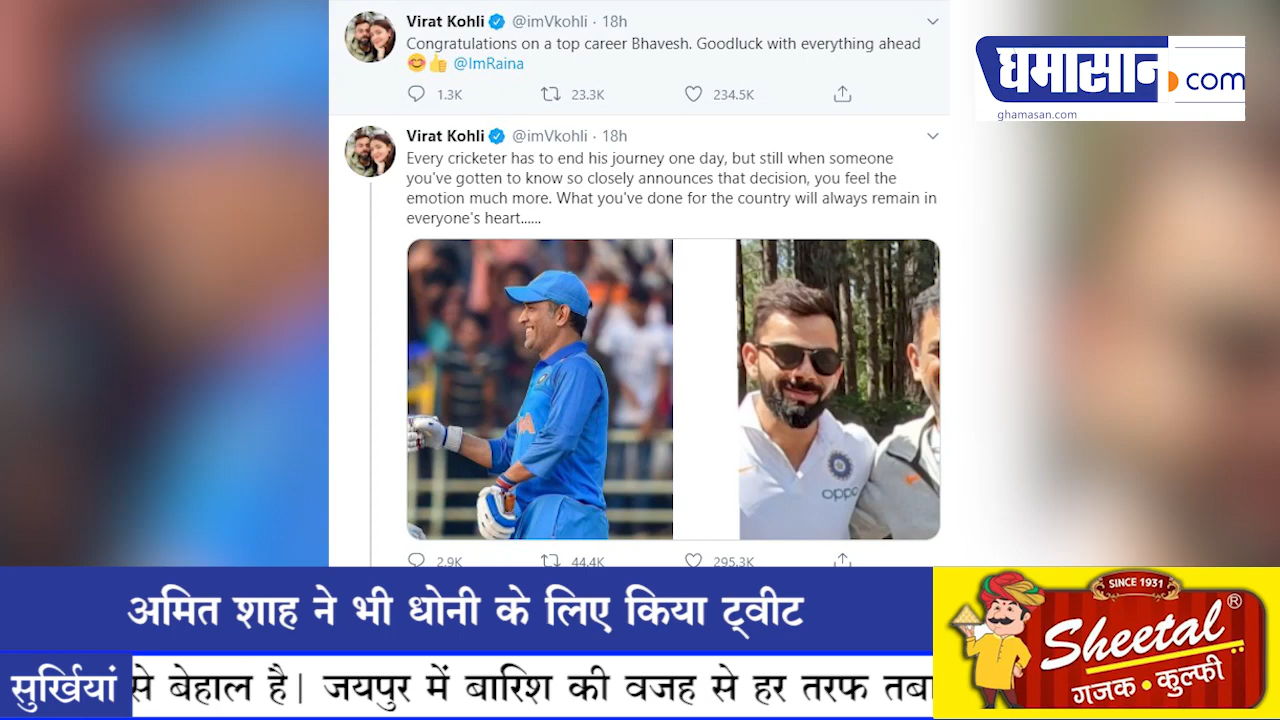 Virat Kohli @imVkohli · 18h
Congratulations on a top career Bhavesh. Goodluck with everything ahead
😊👍 @ImRaina
1.3K 23.3K 234.5K
Virat Kohli @imVkohli · 18h
Every cricketer has to end his journey one day, but still when someone
you've gotten to know so closely announces that decision, you feel the
emotion much more. What you've done for the country will always remain in
everyone's heart......
oppo
2.9K 44.4K 295.3K
घमासान.com
ghamasan.com
अमित शाह ने भी धोनी के लिए किया ट्वीट
सुर्खियां से बेहाल है। जयपुर में बारिश की वजह से हर तरफ तबा
SINCE 1931
Sheetal®
गजक • कुल्फी